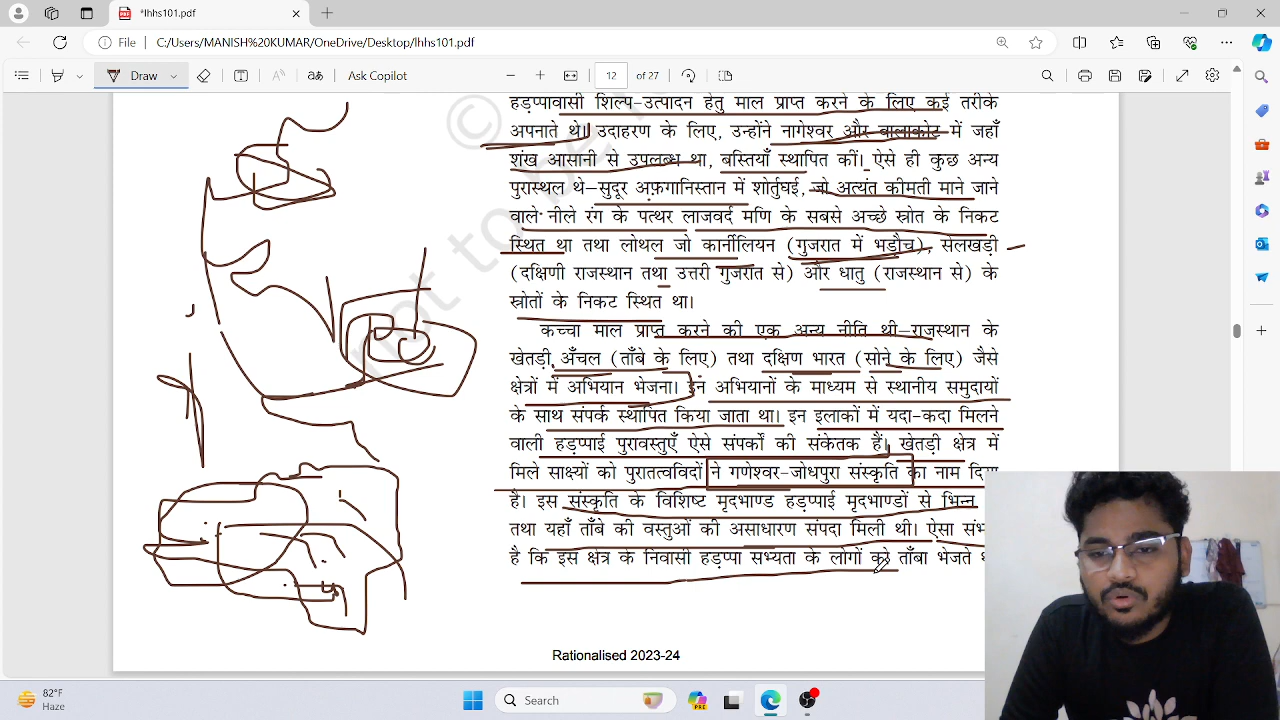 *lhhs101.pdf
File C:/Users/MANISH%20KUMAR/OneDrive/Desktop/lhhs101.pdf
Draw Ask Copilot 12 of 27
हड़प्पावासी शिल्प-उत्पादन हेतु माल प्राप्त करने के लिए कई तरीके
अपनाते थे। उदाहरण के लिए, उन्होंने नागेश्वर और बालाकोट में जहाँ
शंख आसानी से उपलब्ध था, बस्तियाँ स्थापित कीं। ऐसे ही कुछ अन्य
पुरास्थल थे–सुदूर अफ़गानिस्तान में शोर्तुघई, जो अत्यंत कीमती माने जाने
वाले नीले रंग के पत्थर लाजवर्द मणि के सबसे अच्छे स्रोत के निकट
स्थित था तथा लोथल जो कार्नीलियन (गुजरात में भड़ौच), सेलखड़ी
(दक्षिणी राजस्थान तथा उत्तरी गुजरात से) और धातु (राजस्थान से) के
स्रोतों के निकट स्थित था।
कच्चा माल प्राप्त करने की एक अन्य नीति थी–राजस्थान के
खेतड़ी अँचल (ताँबे के लिए) तथा दक्षिण भारत (सोने के लिए) जैसे
क्षेत्रों में अभियान भेजना। इन अभियानों के माध्यम से स्थानीय समुदायों
के साथ संपर्क स्थापित किया जाता था। इन इलाकों में यदा-कदा मिलने
वाली हड़प्पाई पुरावस्तुएँ ऐसे संपर्कों की संकेतक हैं। खेतड़ी क्षेत्र में
मिले साक्ष्यों को पुरातत्वविदों ने गणेश्वर-जोधपुरा संस्कृति का नाम दिया
है। इस संस्कृति के विशिष्ट मृदभाण्ड हड़प्पाई मृदभाण्डों से भिन्न
तथा यहाँ ताँबे की वस्तुओं की असाधारण संपदा मिली थी। ऐसा
है कि इस क्षेत्र के निवासी हड़प्पा सभ्यता के लोगों को ताँबा भेजते
© not to be
Rationalised 2023-24
82°F
Haze
Search
PRE